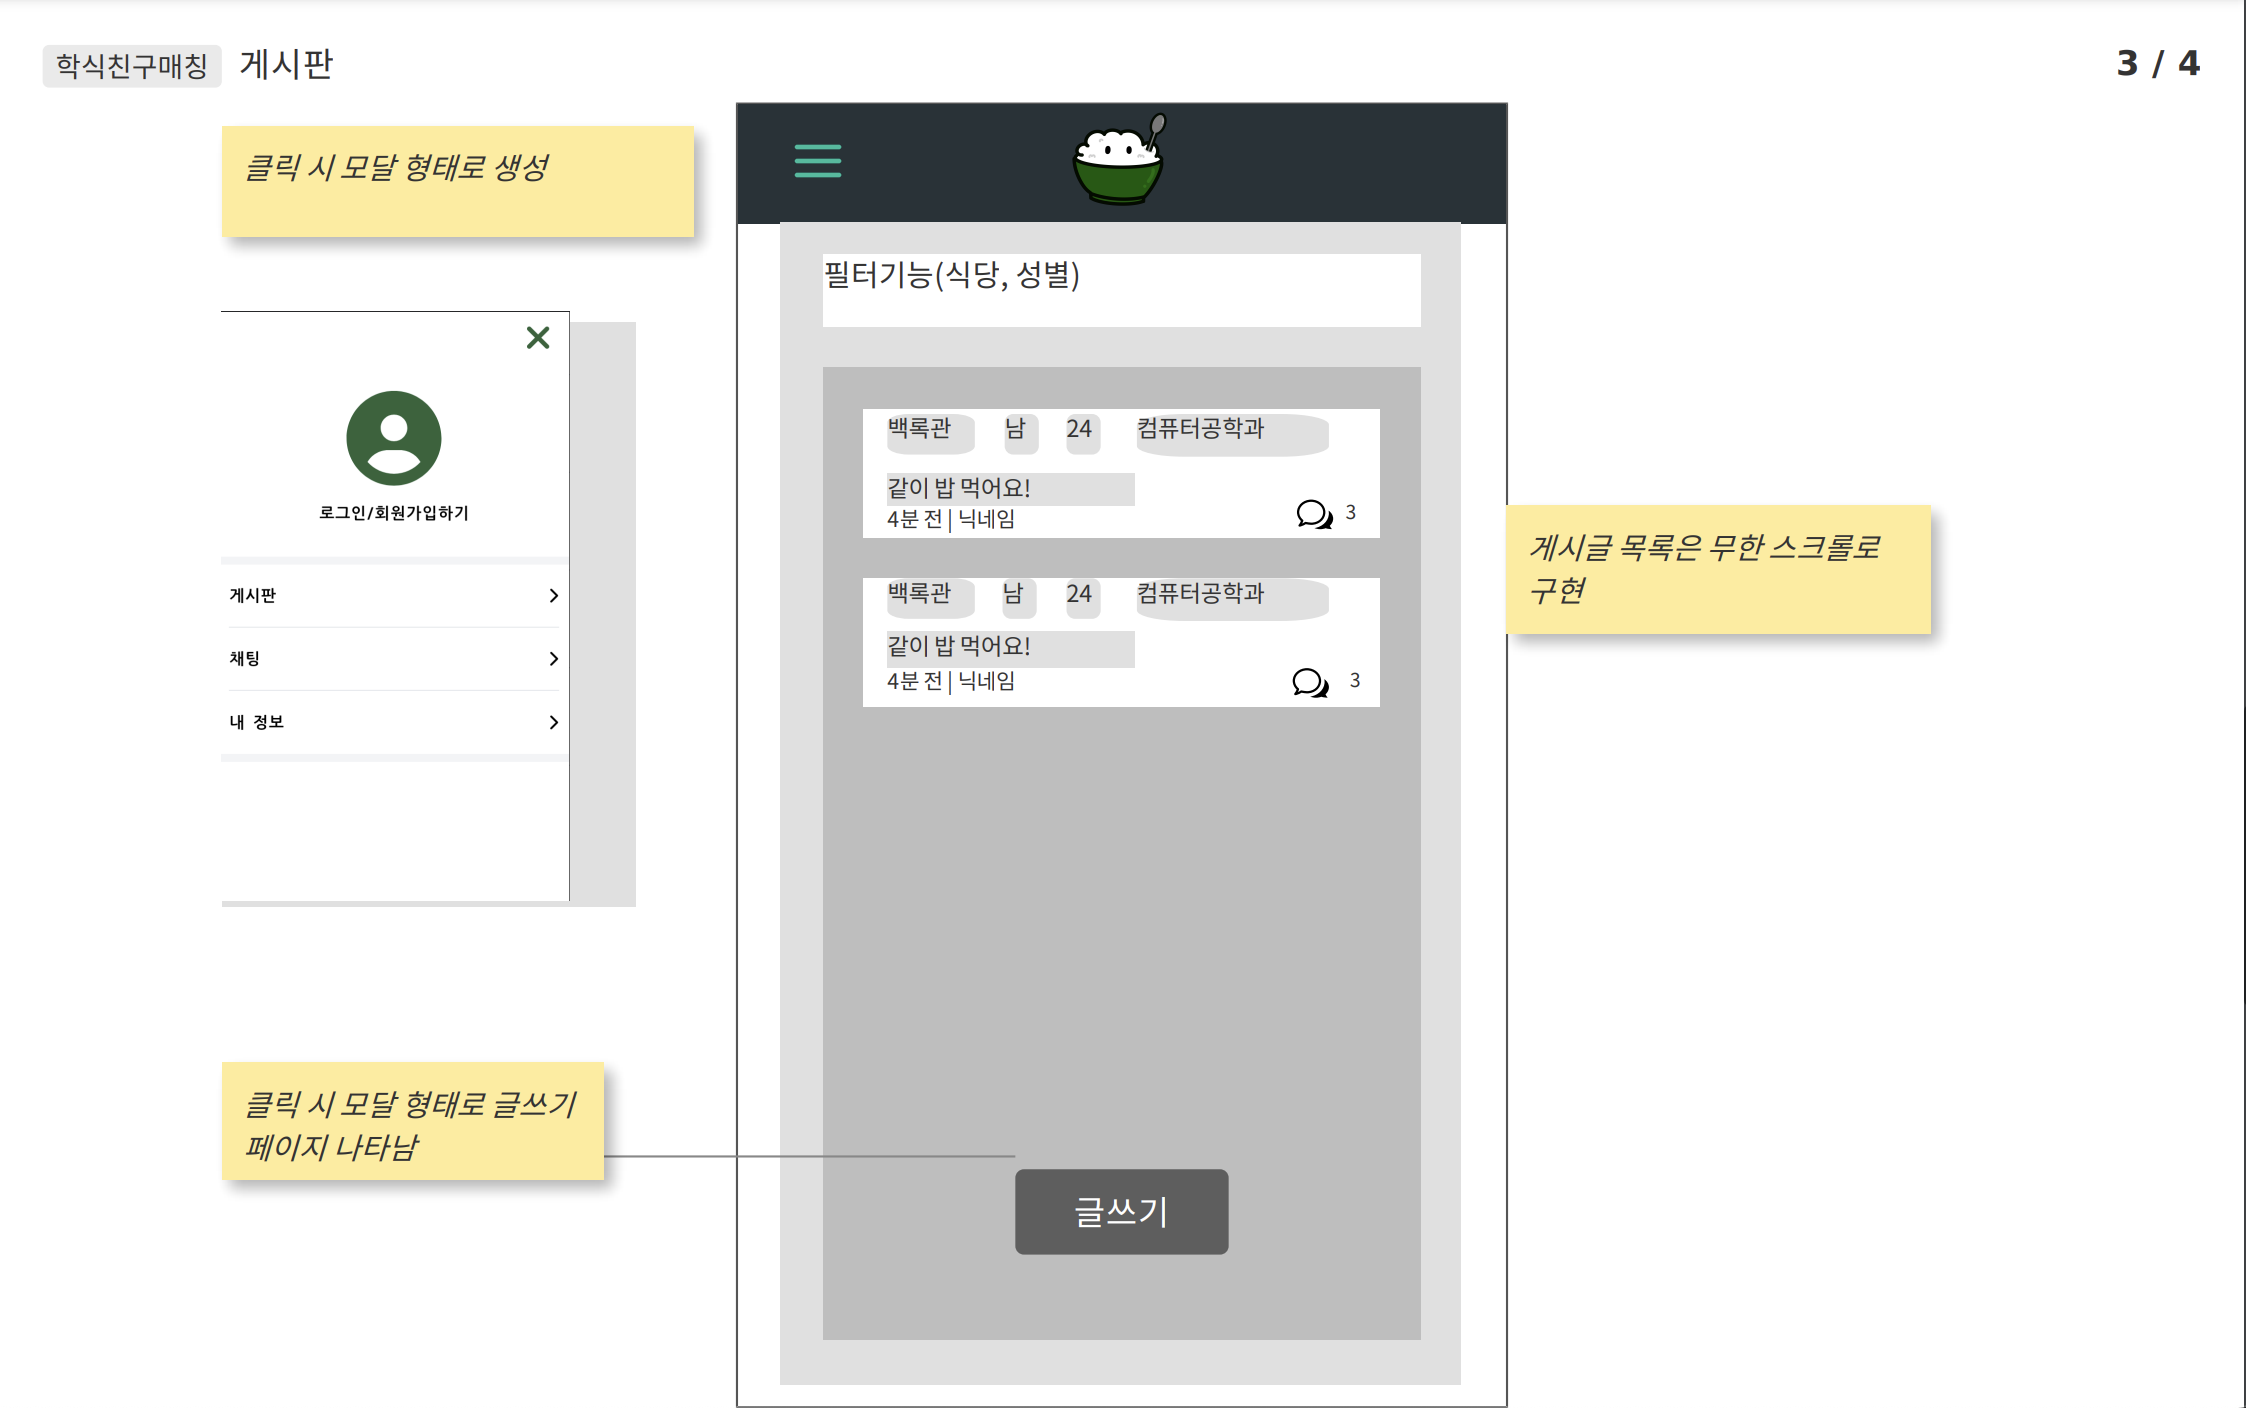 학식친구매칭 게시판
3 / 4
클릭 시 모달 형태로 생성
로그인/회원가입하기
게시판
채팅
내 정보
클릭 시 모달 형태로 글쓰기
페이지 나타남
필터기능(식당, 성별)
백록관 남 24 컴퓨터공학과
같이 밥 먹어요!
4분 전 | 닉네임 3
백록관 남 24 컴퓨터공학과
같이 밥 먹어요!
4분 전 | 닉네임 3
글쓰기
게시글 목록은 무한 스크롤로
구현